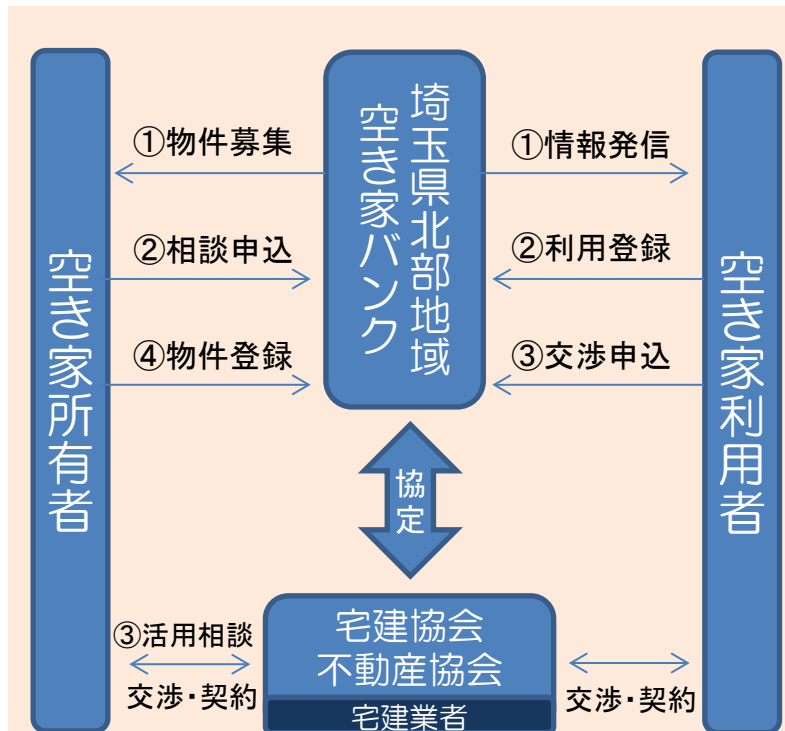 空き家所有者
①物件募集
②相談申込
④物件登録
埼玉県北部地域
空き家バンク
①情報発信
②利用登録
③交渉申込
空き家利用者
協定
③活用相談
交渉・契約
宅建協会
不動産協会
宅建業者
交渉・契約